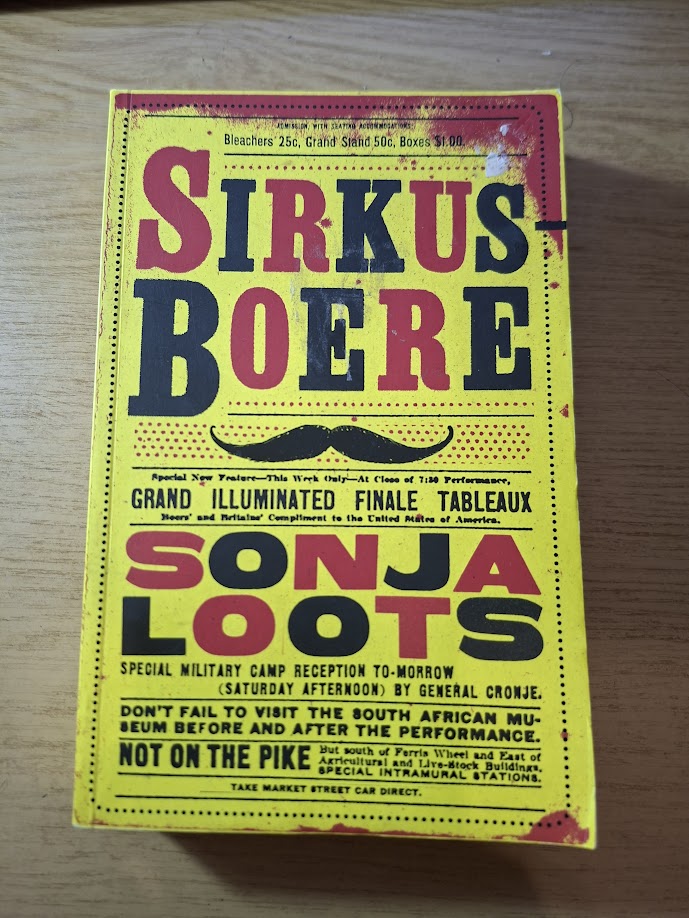 ADMISSION, WITH SEATING ACCOMMODATIONS:
Bleachers 25c, Grand Stand 50c, Boxes $1.00.
SIRKUS-
BOERE
Special New Feature—This Week Only—At Close of 7:30 Performance,
GRAND ILLUMINATED FINALE TABLEAUX
Boers' and Britains' Compliment to the United States of America.
SONJA
LOOTS
SPECIAL MILITARY CAMP RECEPTION TO-MORROW
(SATURDAY AFTERNOON) BY GENERAL CRONJE.
DON'T FAIL TO VISIT THE SOUTH AFRICAN MU-
SEUM BEFORE AND AFTER THE PERFORMANCE.
NOT ON THE PIKE
But south of Ferris Wheel and East of
Agricultural and Live-Stock Buildings.
SPECIAL INTRAMURAL STATIONS.
TAKE MARKET STREET CAR DIRECT.